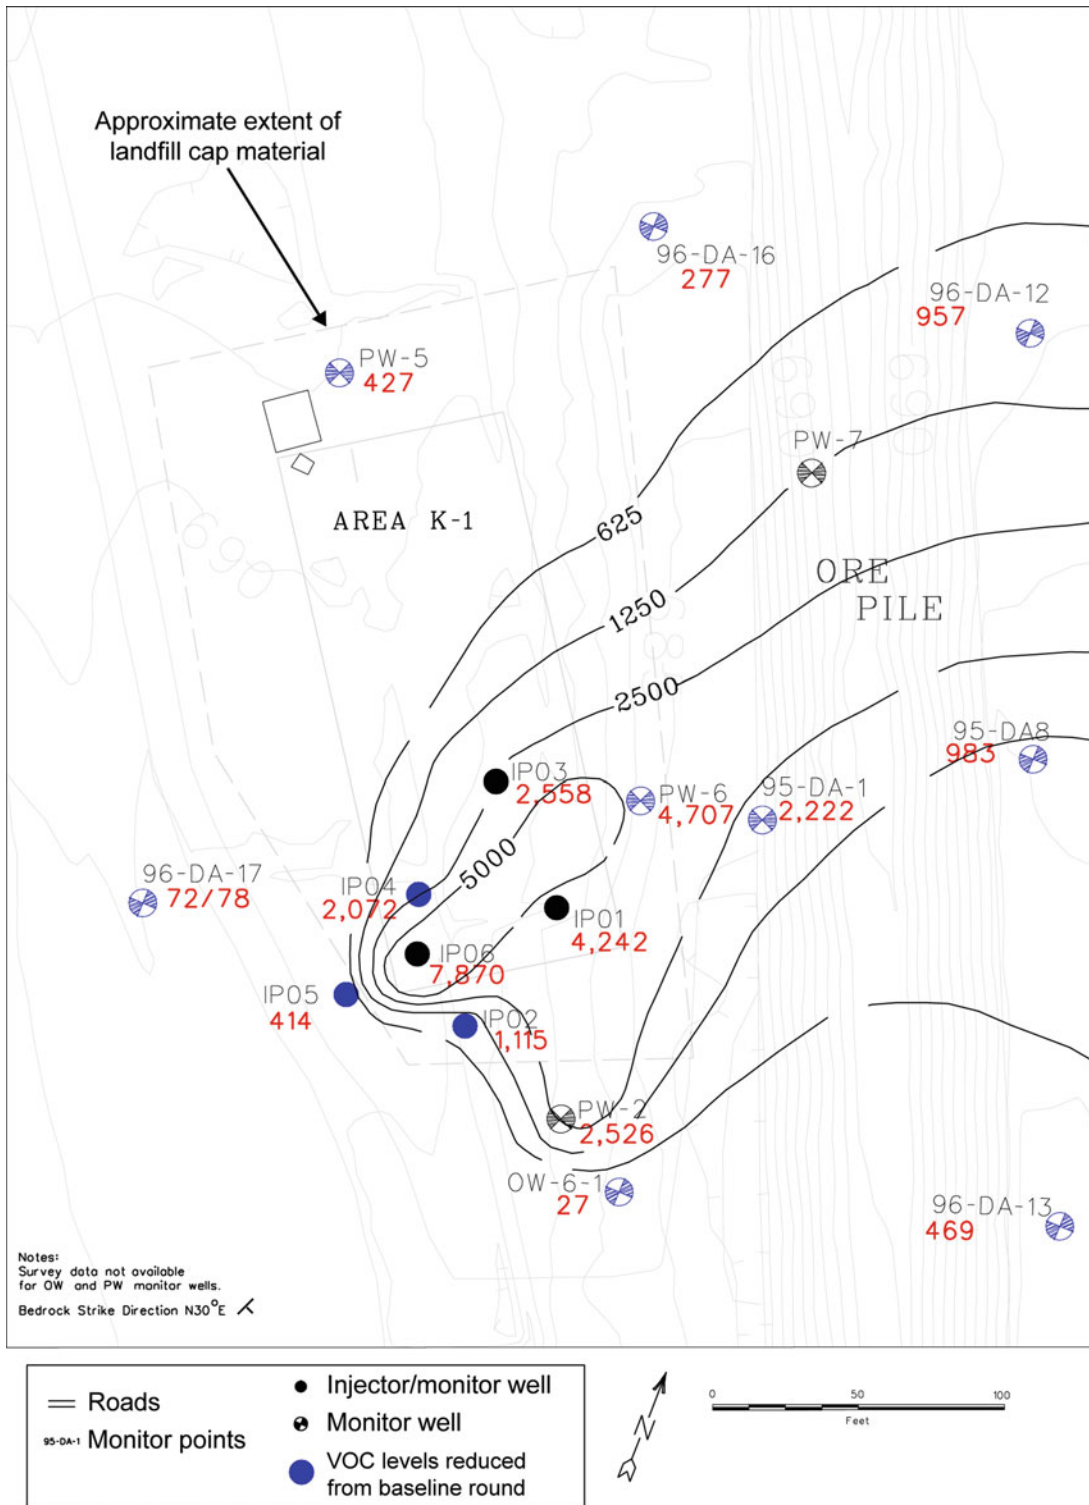 Approximate extent of
landfill cap material
96-DA-16
277
96-DA-12
957
PW-5
427
PW-7
AREA K-1
625
ORE
PILE
1250
2500
95-DA8
983
IP03
2,558
PW-6
4,707
95-DA-1
2,222
5000
96-DA-17
72/78
IP04
2,072
IP01
4,242
IP06
7,870
IP05
414
IP02
1,115
PW-2
2,526
OW-6-1
27
96-DA-13
469
Notes:
Survey data not available
for OW and PW monitor wells.
Bedrock Strike Direction N30°E
Roads
95-DA-1 Monitor points
Injector/monitor well
Monitor well
VOC levels reduced
from baseline round
N
0 50 100
Feet